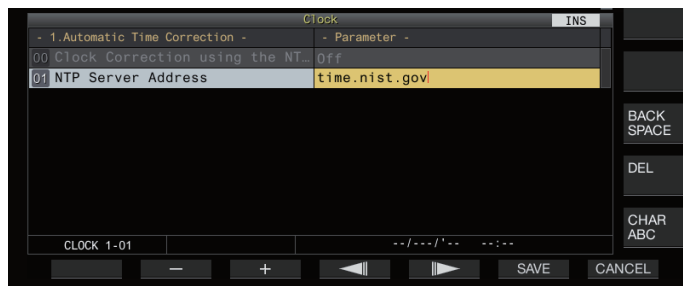 Clock
INS
- 1.Automatic Time Correction - - Parameter -
00 Clock Correction using the NT… Off
01 NTP Server Address time.nist.gov
BACK
SPACE
DEL
CHAR
ABC
CLOCK 1-01 --/---/'-- --:--
− + SAVE CANCEL